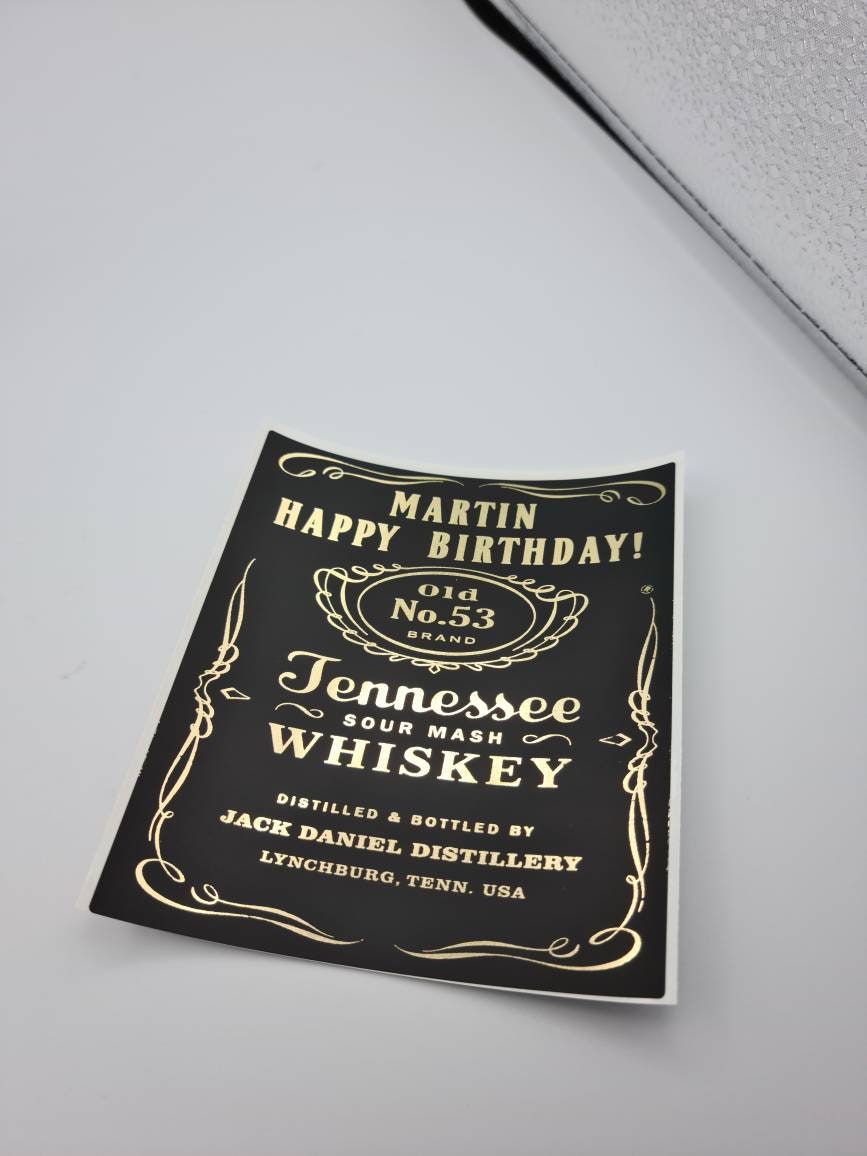 MARTIN
HAPPY BIRTHDAY!
Old
No.53
BRAND
®
Tennessee
SOUR MASH
WHISKEY
DISTILLED & BOTTLED BY
JACK DANIEL DISTILLERY
LYNCHBURG, TENN. USA